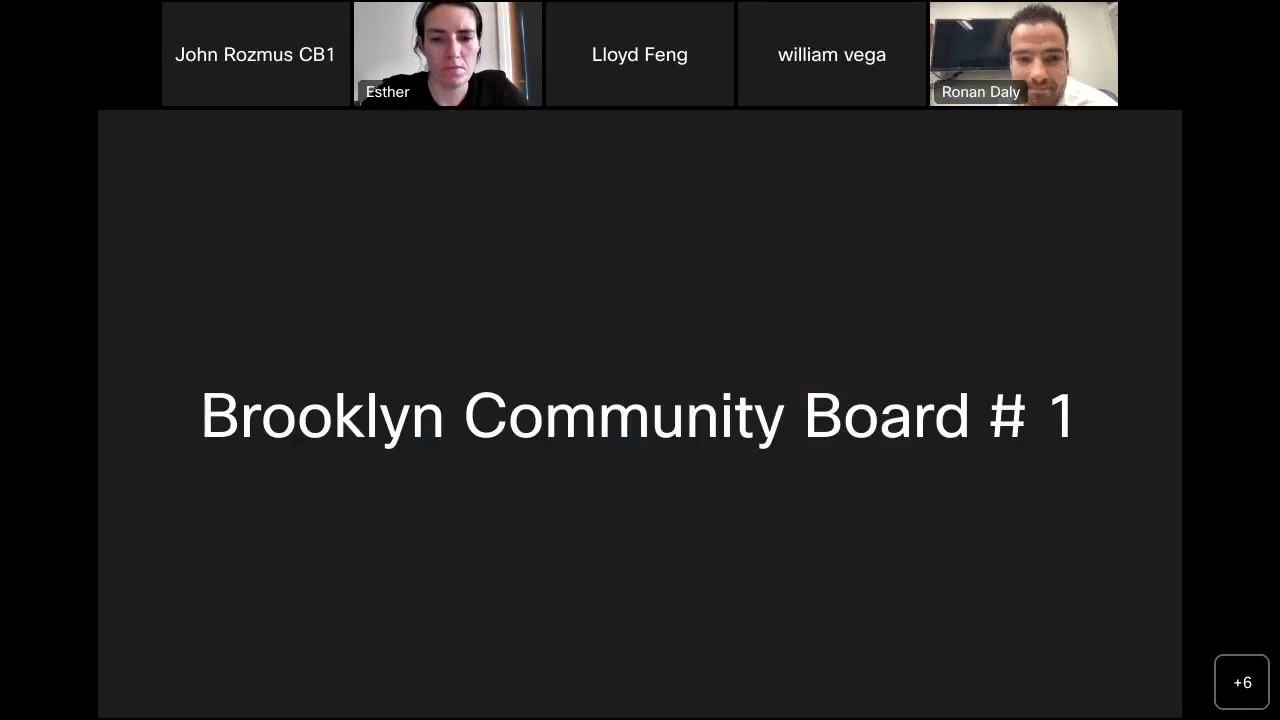 John Rozmus CB1
Esther
Lloyd Feng
william vega
Ronan Daly
Brooklyn Community Board # 1
+6